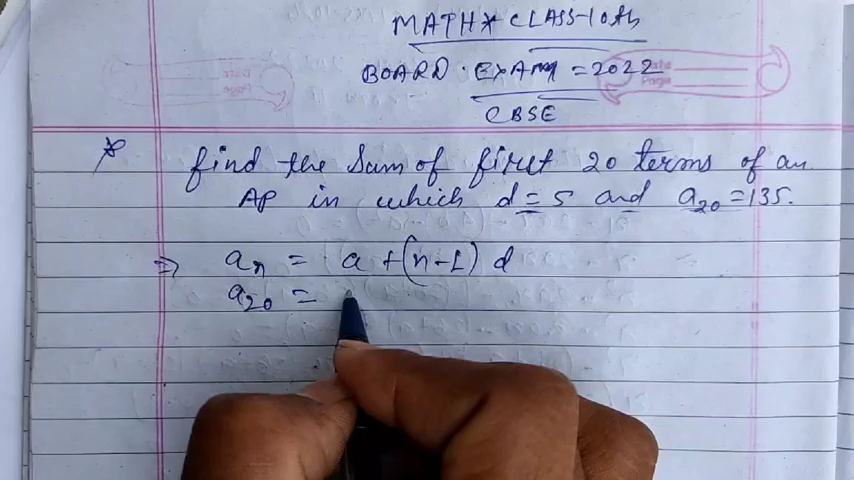 MATH* CLASS-10th
BOARD. EXAM = 2022
CBSE
* find the Sum of first 20 terms of an
AP in which d = 5 and a₂₀ = 135.
⇒ aₙ = a + (n-1) d
a₂₀ =